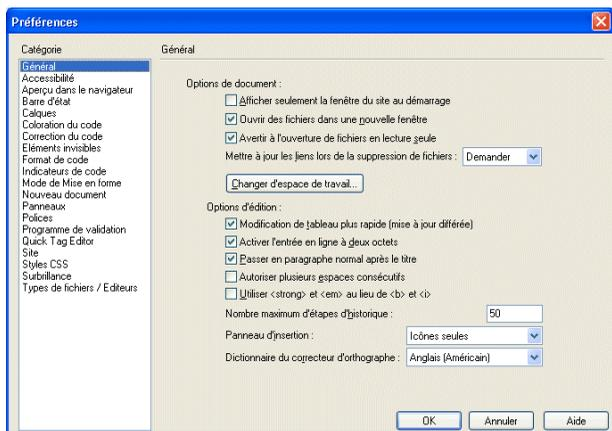 Préférences
Catégorie
Général
Accessibilité
Aperçu dans le navigateur
Barre d'état
Calques
Coloration du code
Correction du code
Eléments invisibles
Format de code
Indicateurs de code
Mode de Mise en forme
Nouveau document
Panneaux
Polices
Programme de validation
Quick Tag Editor
Site
Styles CSS
Surbrillance
Types de fichiers / Editeurs
Général
Options de document :
Afficher seulement la fenêtre du site au démarrage
Ouvrir des fichiers dans une nouvelle fenêtre
Avertir à l'ouverture de fichiers en lecture seule
Mettre à jour les liens lors de la suppression de fichiers : Demander
Changer d'espace de travail...
Options d'édition :
Modification de tableau plus rapide (mise à jour différée)
Activer l'entrée en ligne à deux octets
Passer en paragraphe normal après le titre
Autoriser plusieurs espaces consécutifs
Utiliser <strong> et <em> au lieu de <b> et <i>
Nombre maximum d'étapes d'historique : 50
Panneau d'insertion : Icônes seules
Dictionnaire du correcteur d'orthographe : Anglais (Américain)
OK Annuler Aide